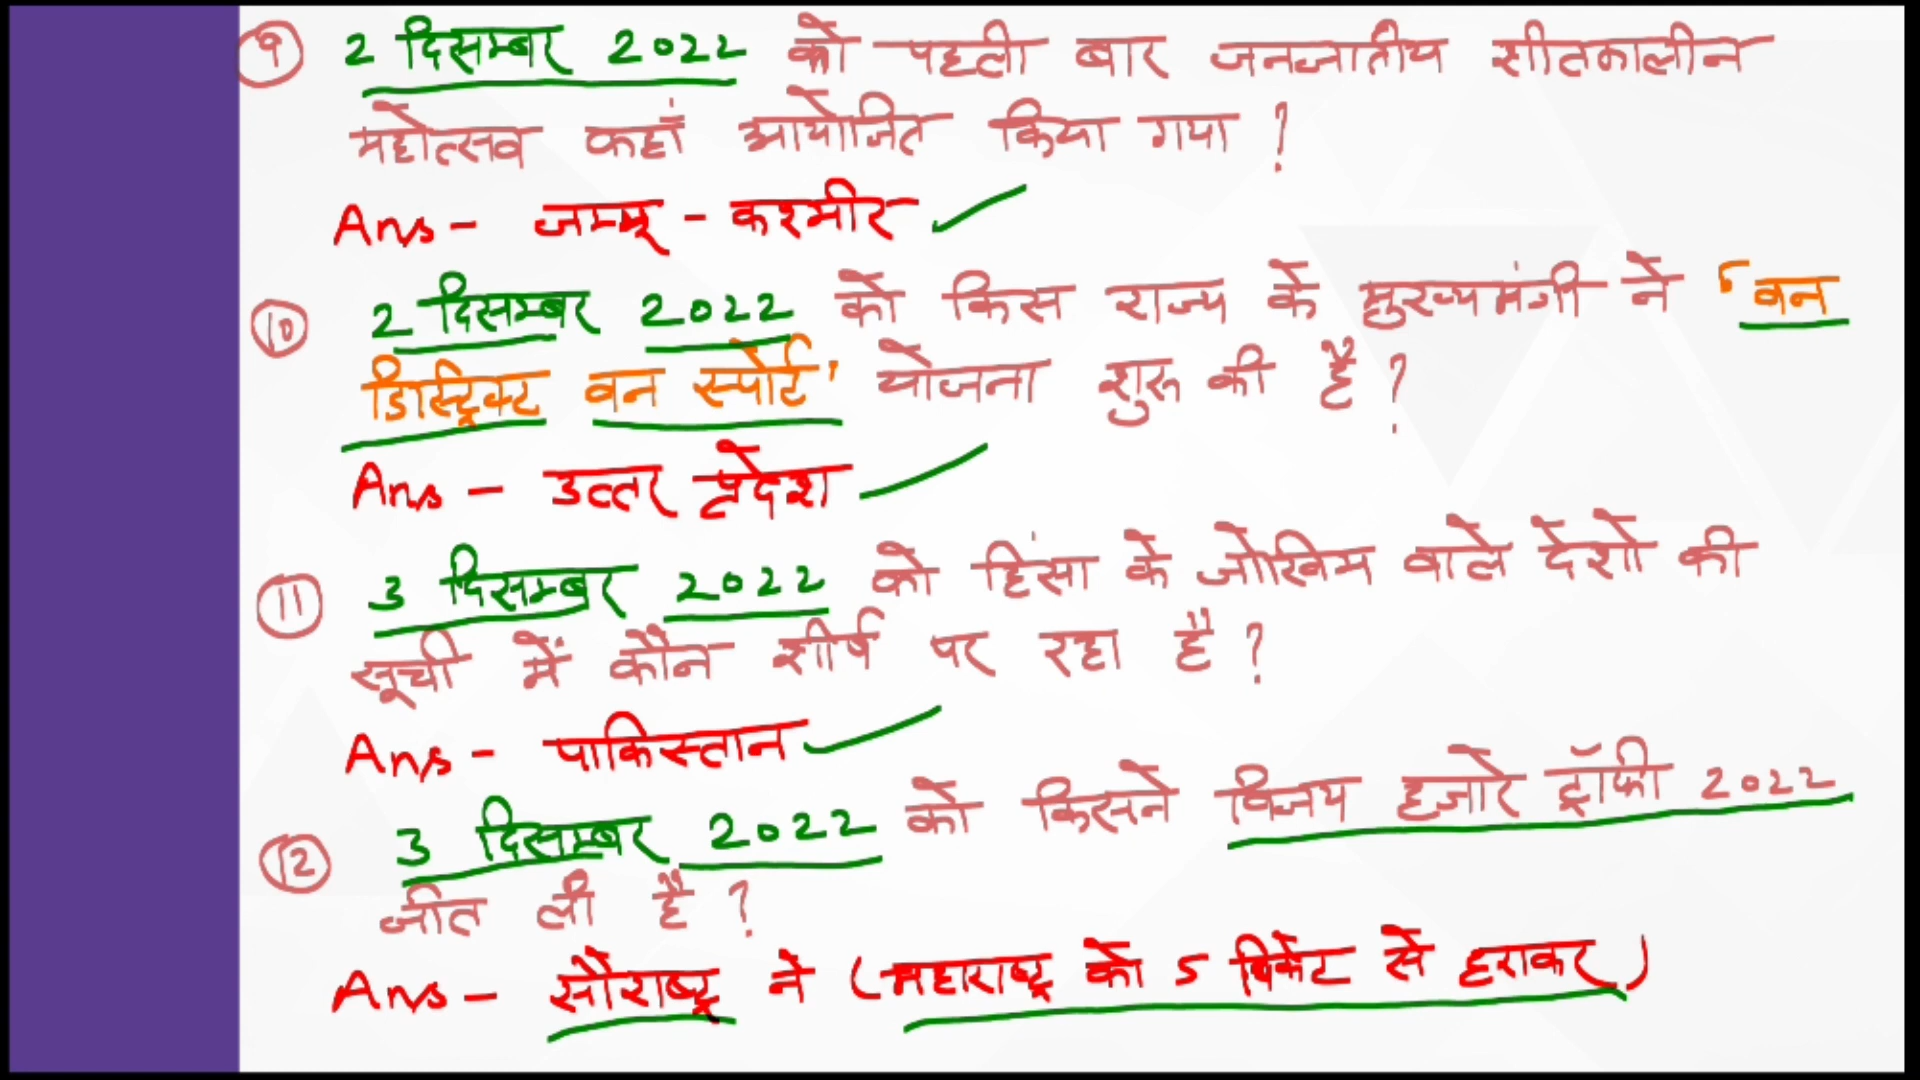 9 2 दिसम्बर 2022 को पहली बार जनजातीय सीतकालीन
महोत्सव कहाँ आयोजित किया गया ?
Ans - जम्मू - कश्मीर
10 2 दिसम्बर 2022 को किस राज्य के मुख्यमंत्री ने 'वन
डिस्ट्रिक्ट वन स्पोर्ट' योजना शुरू की है ?
Ans - उत्तर प्रदेश
11 3 दिसम्बर 2022 को हिंसा के जोखिम वाले देशो की
सूची में कौन शीर्ष पर रहा है ?
Ans - पाकिस्तान
12 3 दिसम्बर 2022 को किसने विजय हजारे ट्रॉफी 2022
जीत ली है ?
Ans - सौराष्ट्र ने (महाराष्ट्र को 5 विकेट से हराकर)